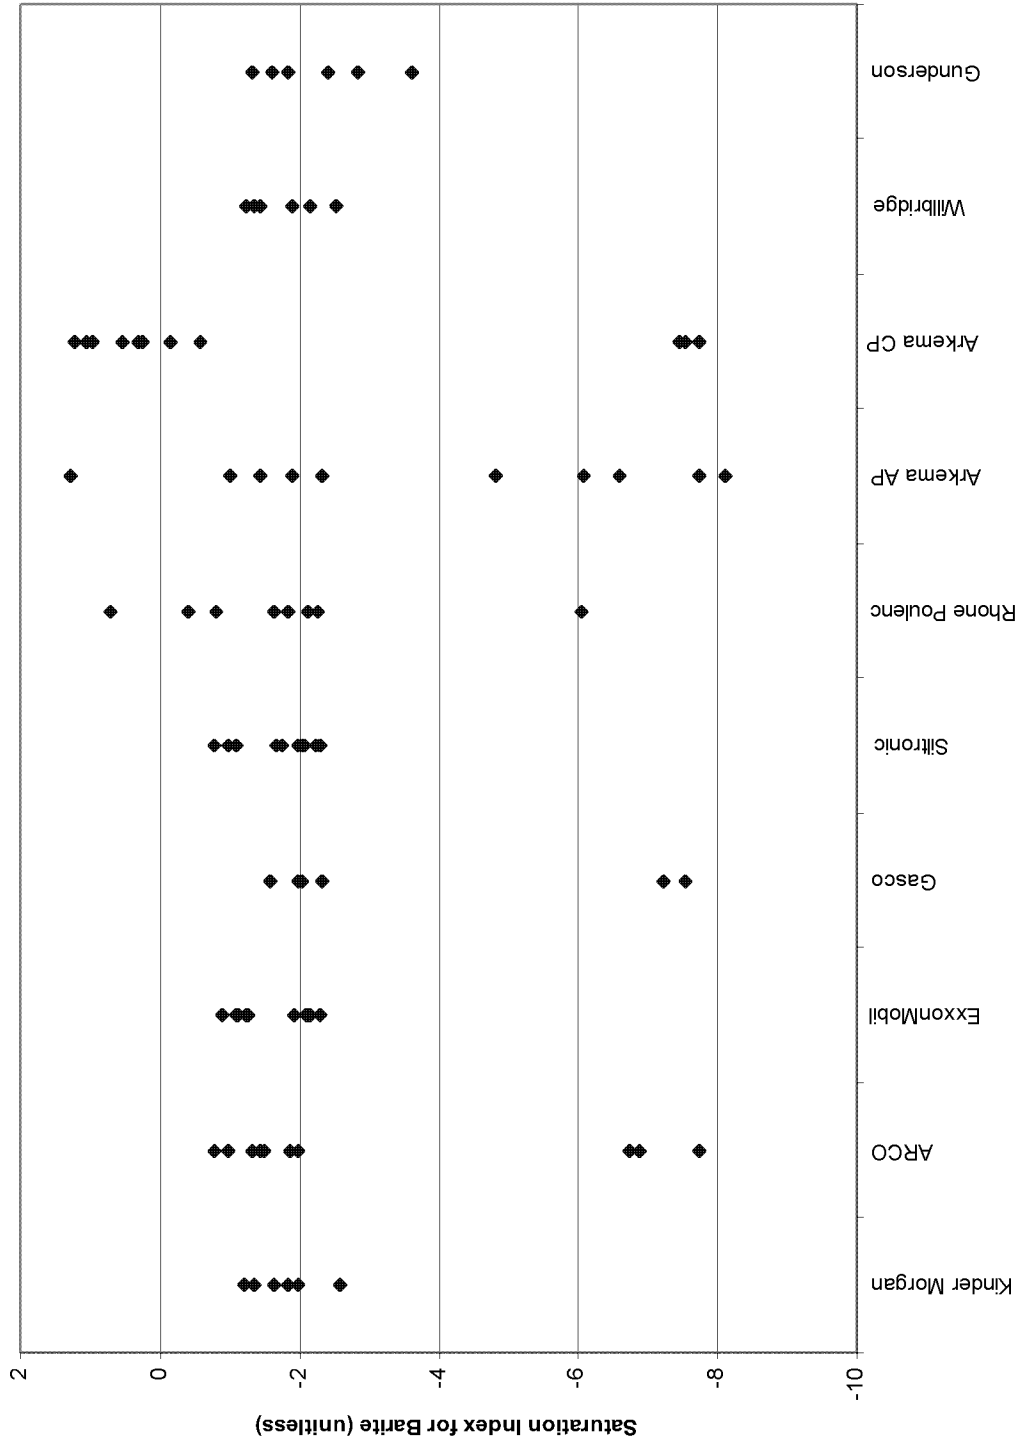 Saturation Index for Barite (unitless)
2
0
-2
-4
-6
-8
-10
Kinder Morgan
ARCO
ExxonMobil
Gasco
Siltronic
Rhone Poulenc
Arkema AP
Arkema CP
Willbridge
Gunderson